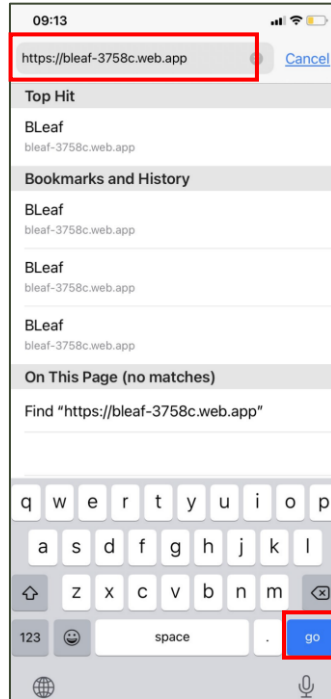 09:13
https://bleaf-3758c.web.app Cancel
Top Hit
BLeaf
bleaf-3758c.web.app
Bookmarks and History
BLeaf
bleaf-3758c.web.app
BLeaf
bleaf-3758c.web.app
BLeaf
bleaf-3758c.web.app
On This Page (no matches)
Find “https://bleaf-3758c.web.app”
q w e r t y u i o p
a s d f g h j k l
z x c v b n m
123 space . go